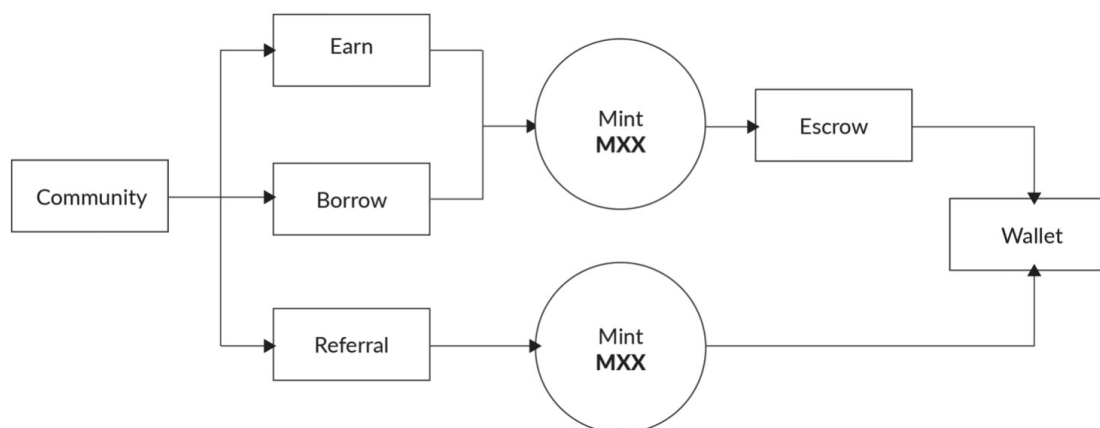 Earn
Mint
MXX
Escrow
Community
Borrow
Wallet
Referral
Mint
MXX